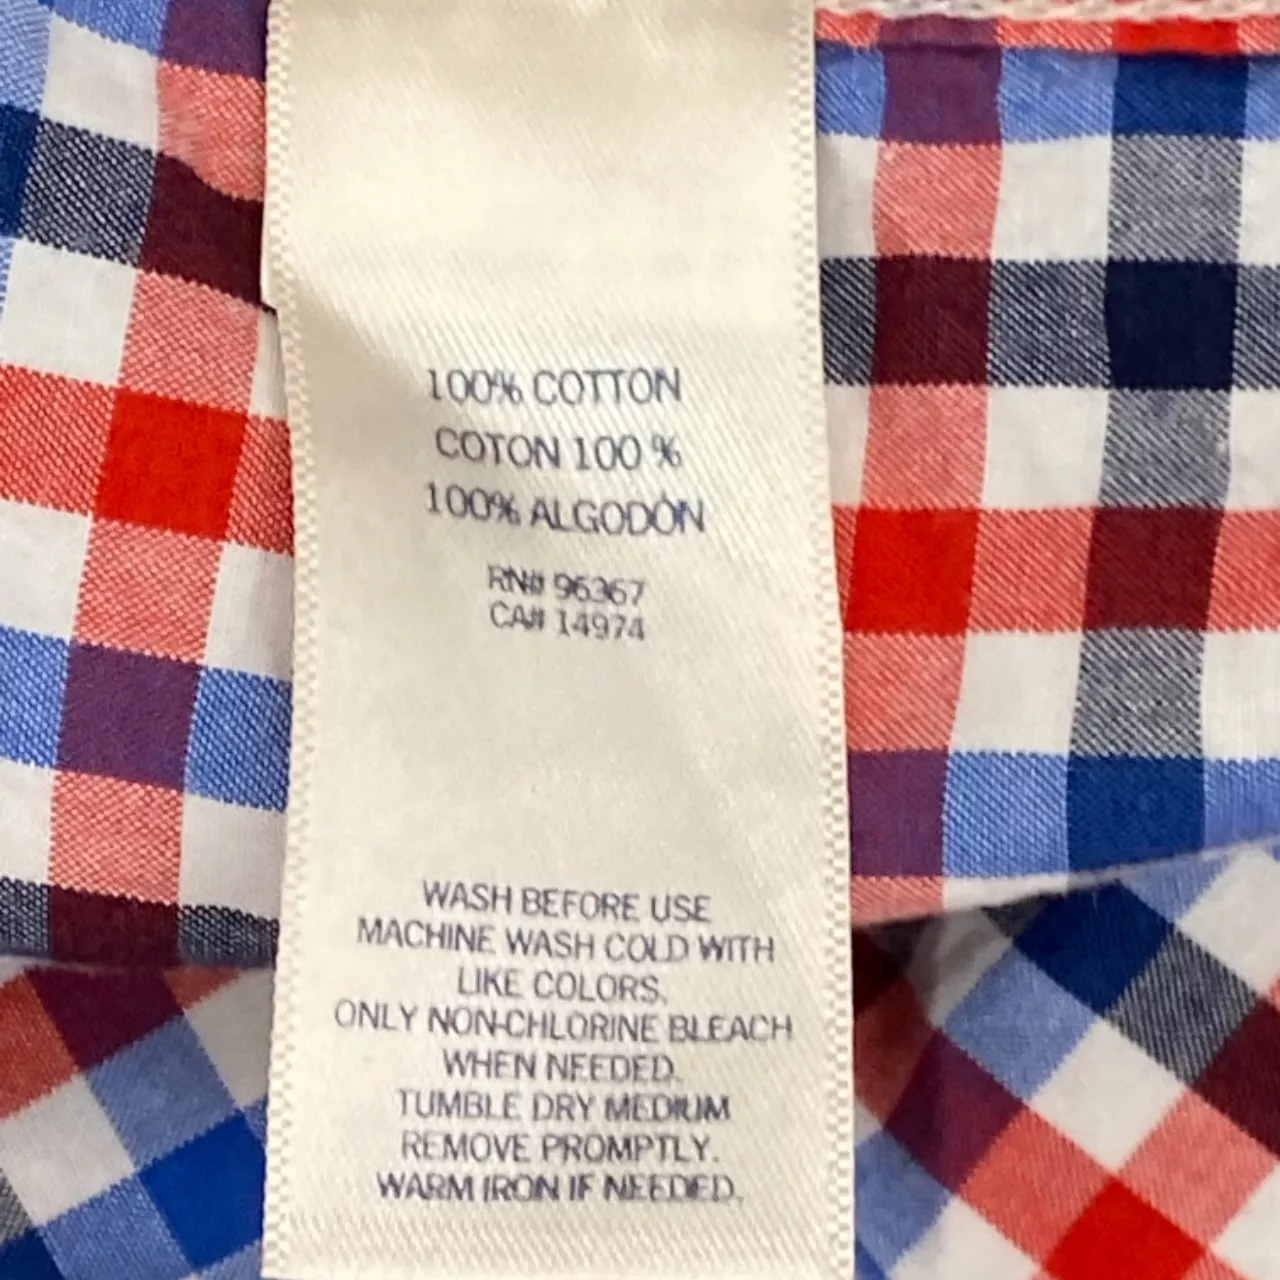 100% COTTON
COTON 100 %
100% ALGODÓN
RN# 96367
CA# 14974
WASH BEFORE USE
MACHINE WASH COLD WITH
LIKE COLORS.
ONLY NON-CHLORINE BLEACH
WHEN NEEDED.
TUMBLE DRY MEDIUM
REMOVE PROMPTLY.
WARM IRON IF NEEDED.